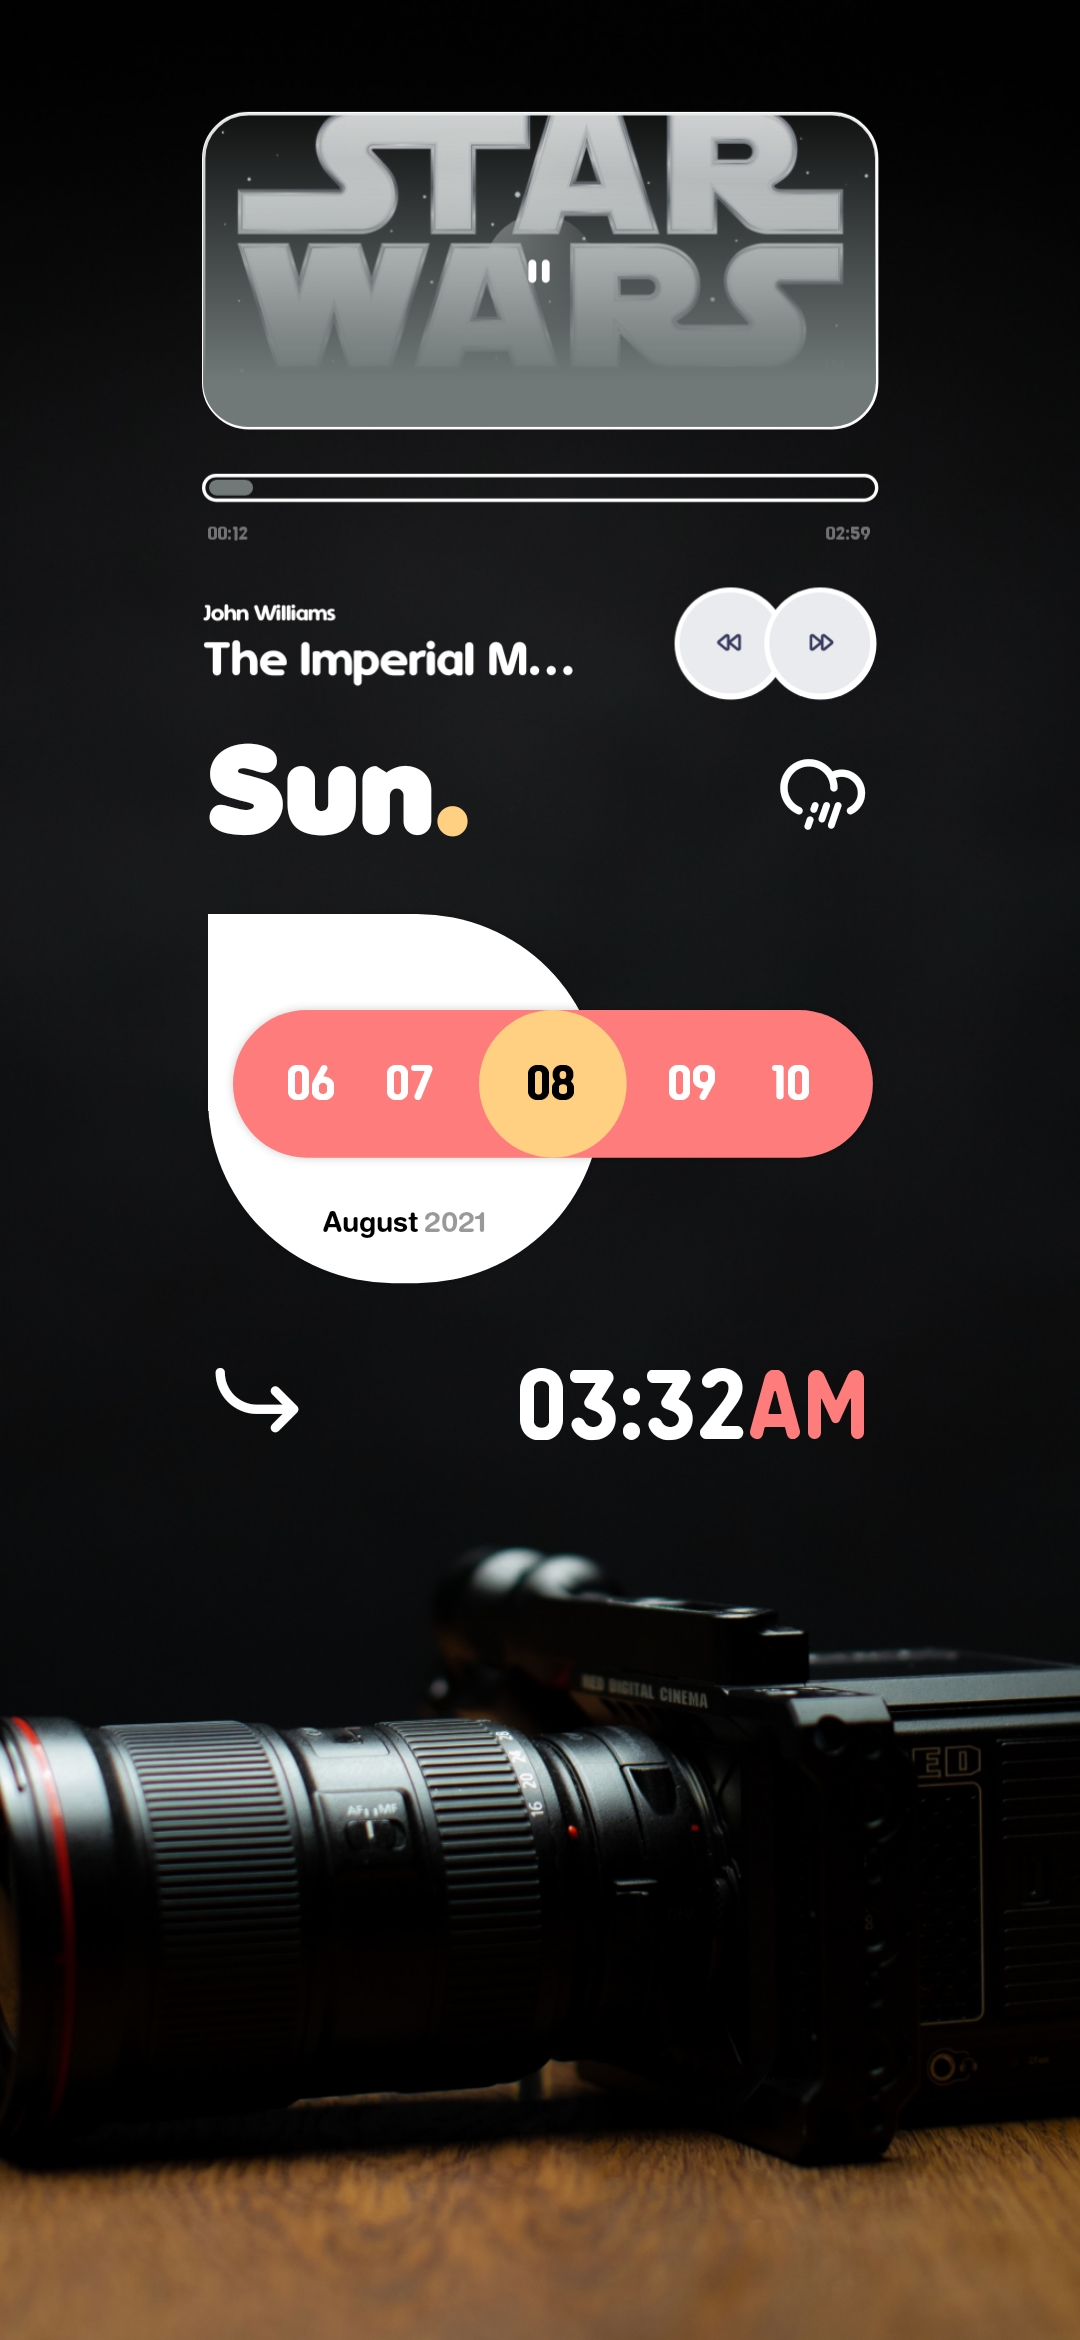 STAR
WARS
00:12 02:59
John Williams
The Imperial M...
Sun.
06 07 08 09 10
August 2021
03:32AM
RED DIGITAL CINEMA
28
24
20
16
AF MF